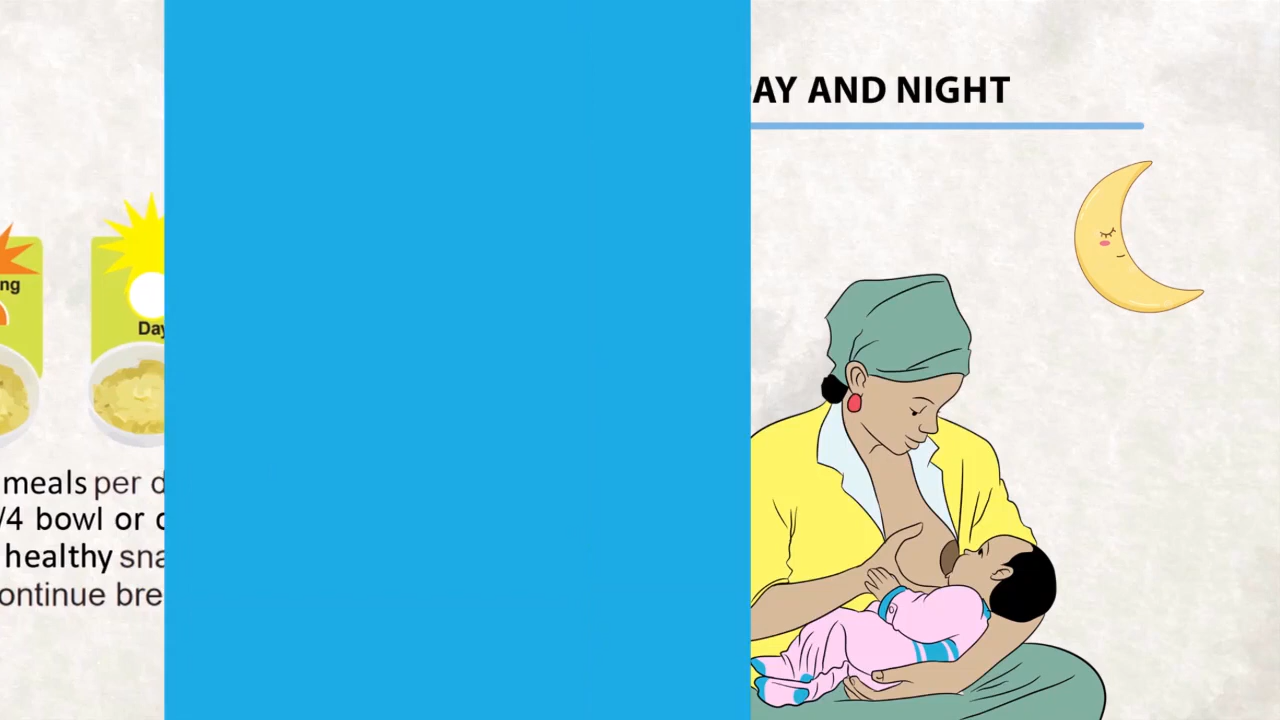 AY AND NIGHT
ng
Day
meals per d
/4 bowl or
healthy sna
ontinue bre